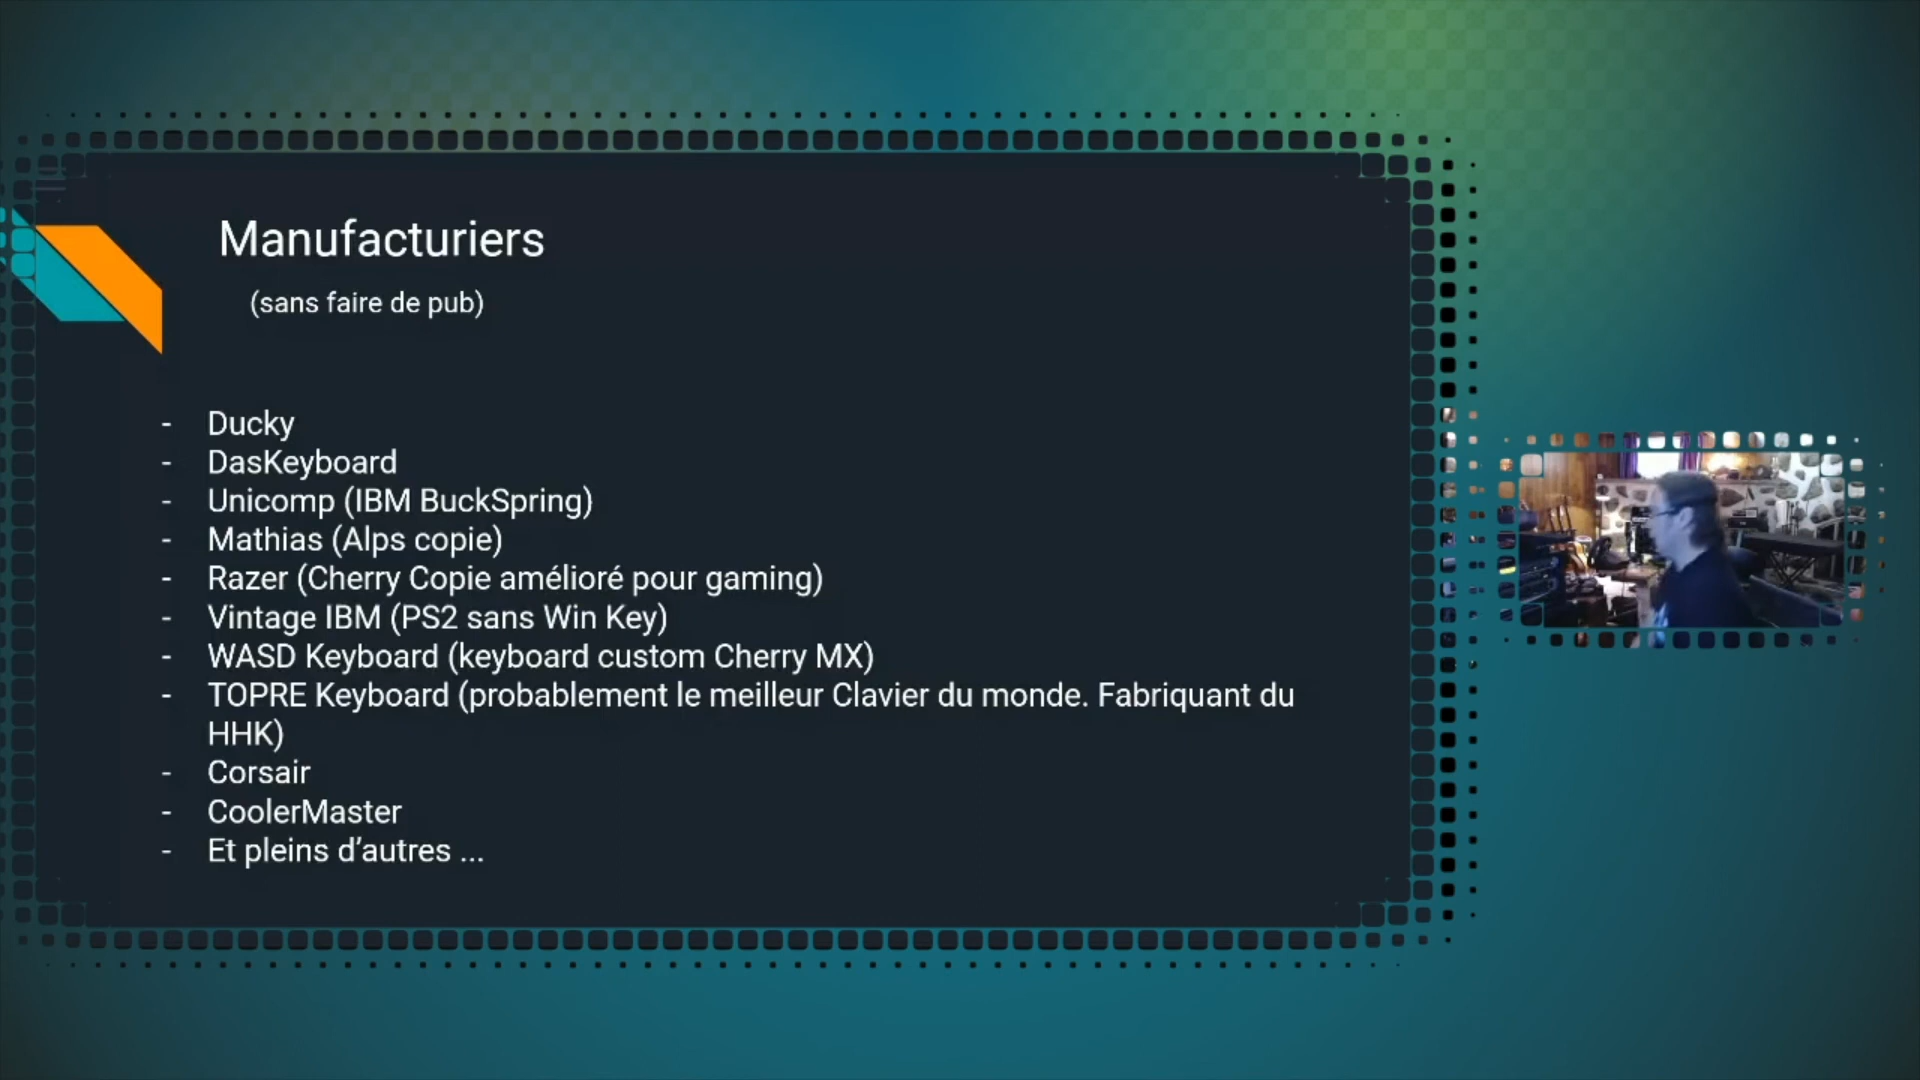 Manufacturiers
(sans faire de pub)
- Ducky
- DasKeyboard
- Unicomp (IBM BuckSpring)
- Mathias (Alps copie)
- Razer (Cherry Copie amélioré pour gaming)
- Vintage IBM (PS2 sans Win Key)
- WASD Keyboard (keyboard custom Cherry MX)
- TOPRE Keyboard (probablement le meilleur Clavier du monde. Fabriquant du
HHK)
- Corsair
- CoolerMaster
- Et pleins d’autres ...